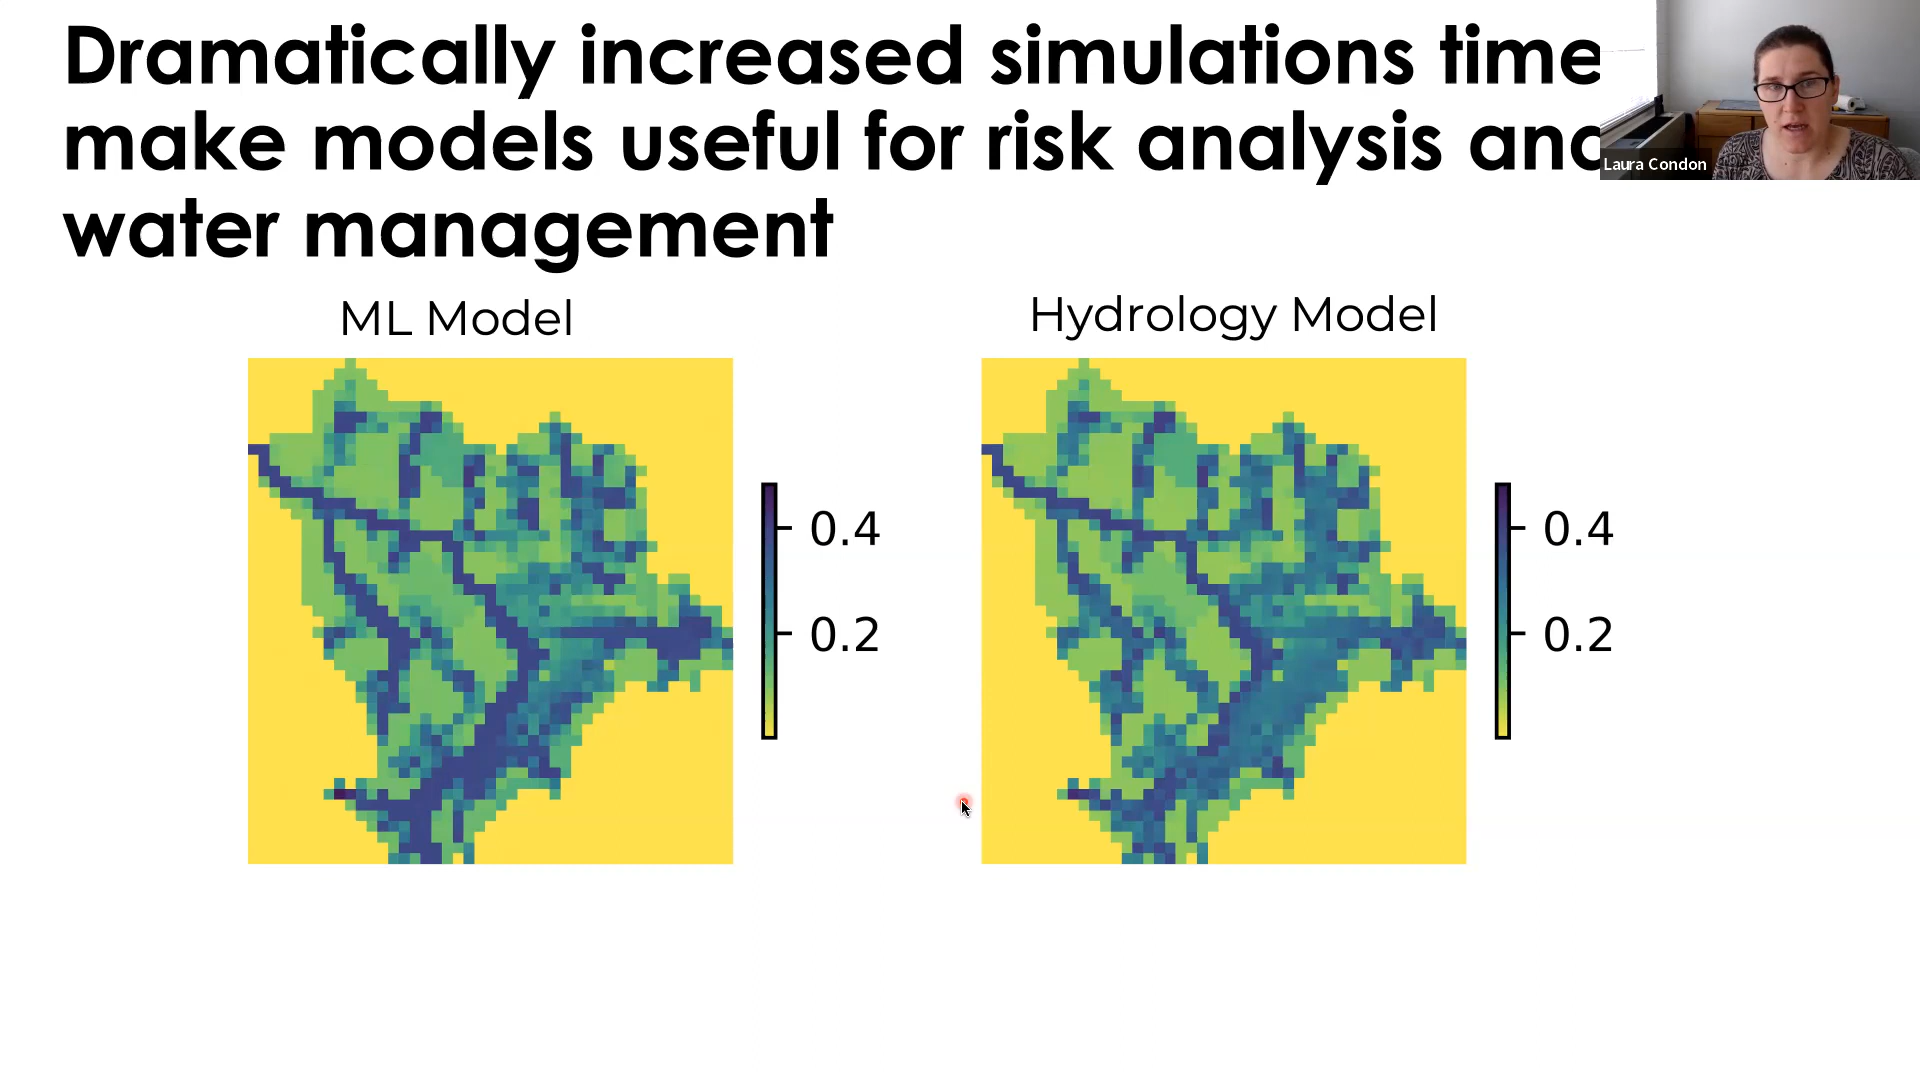 Dramatically increased simulations time
make models useful for risk analysis and
water management
Laura Condon
ML Model
Hydrology Model
0.4
0.2
0.4
0.2